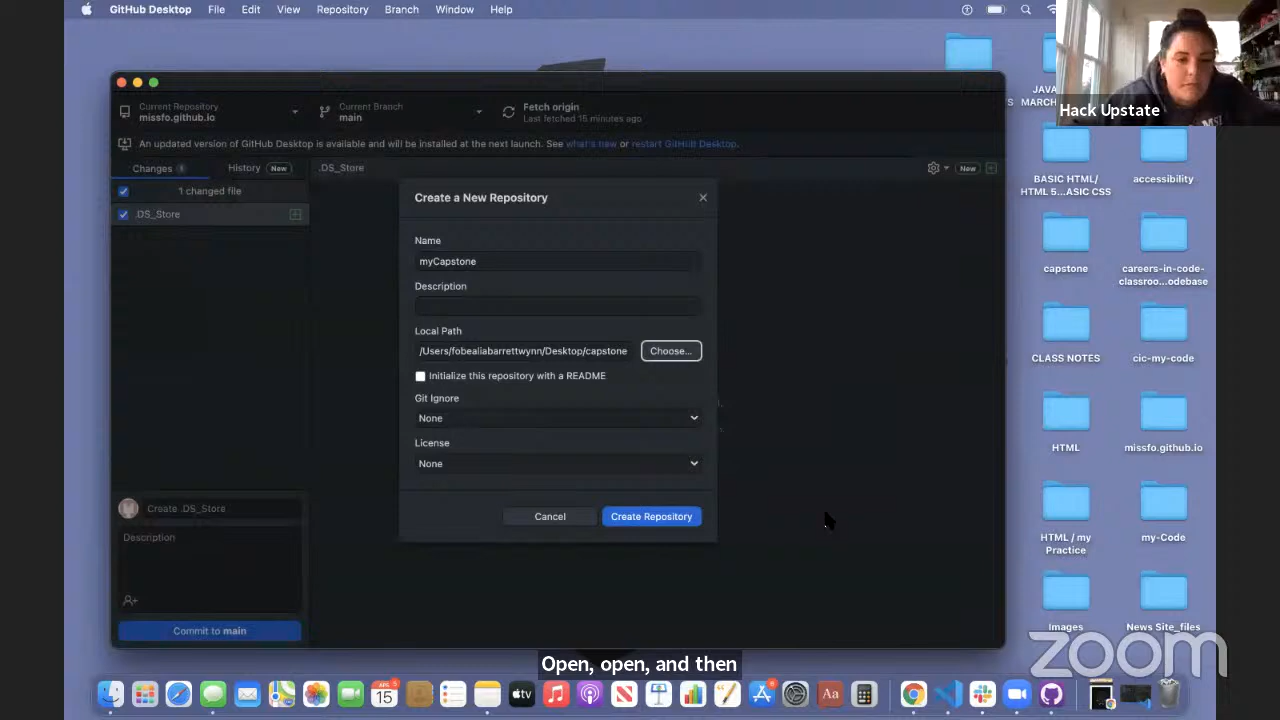 GitHub Desktop File Edit View Repository Branch Window Help
Hack Upstate
Current Repository
missfo.github.io
Current Branch
main
Fetch origin
Last fetched 15 minutes ago
An updated version of GitHub Desktop is available and will be installed at the next launch. See what's new or restart GitHub Desktop.
Changes 1
History New
.DS_Store
New
1 changed file
.DS_Store
Create a New Repository
Name
myCapstone
Description
Local Path
/Users/fobealiabarrettwynn/Desktop/capstone
Choose...
Initialize this repository with a README
Git Ignore
None
License
None
Cancel
Create Repository
Create .DS_Store
Description
Commit to main
JAVA
MARCH
BASIC HTML/
HTML 5...ASIC CSS
accessibility
capstone
careers-in-code-
classroo...odebase
CLASS NOTES
cic-my-code
HTML
missfo.github.io
HTML / my
Practice
my-Code
Images
News Site_files
Open, open, and then
zoom
15
tv
Aa